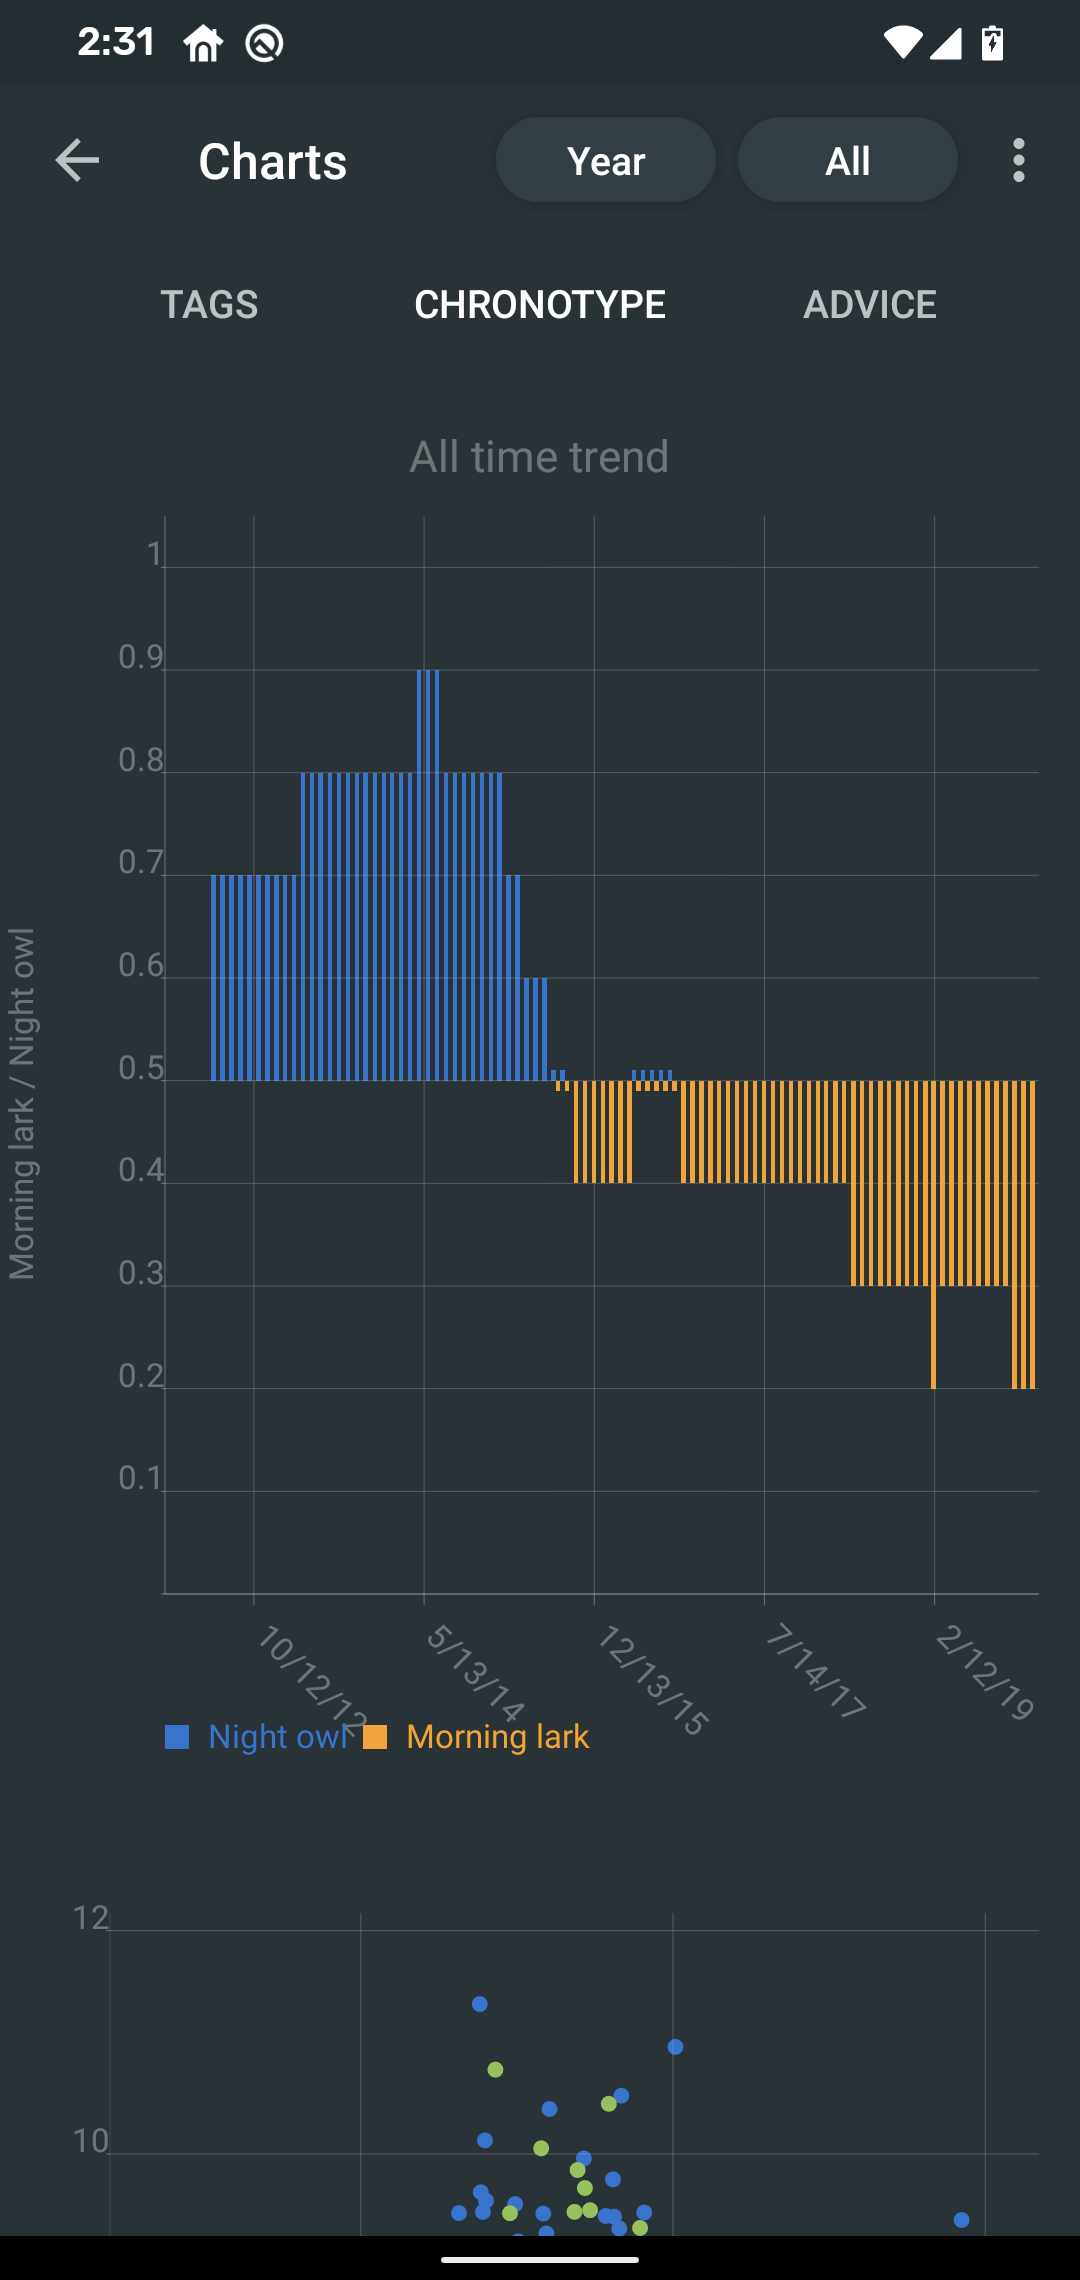 2:31
Charts
Year
All
TAGS
CHRONOTYPE
ADVICE
All time trend
1
0.9
0.8
0.7
0.6
0.5
0.4
0.3
0.2
0.1
Morning lark / Night owl
10/12/12
5/13/14
12/13/15
7/14/17
2/12/19
Night owl
Morning lark
12
10